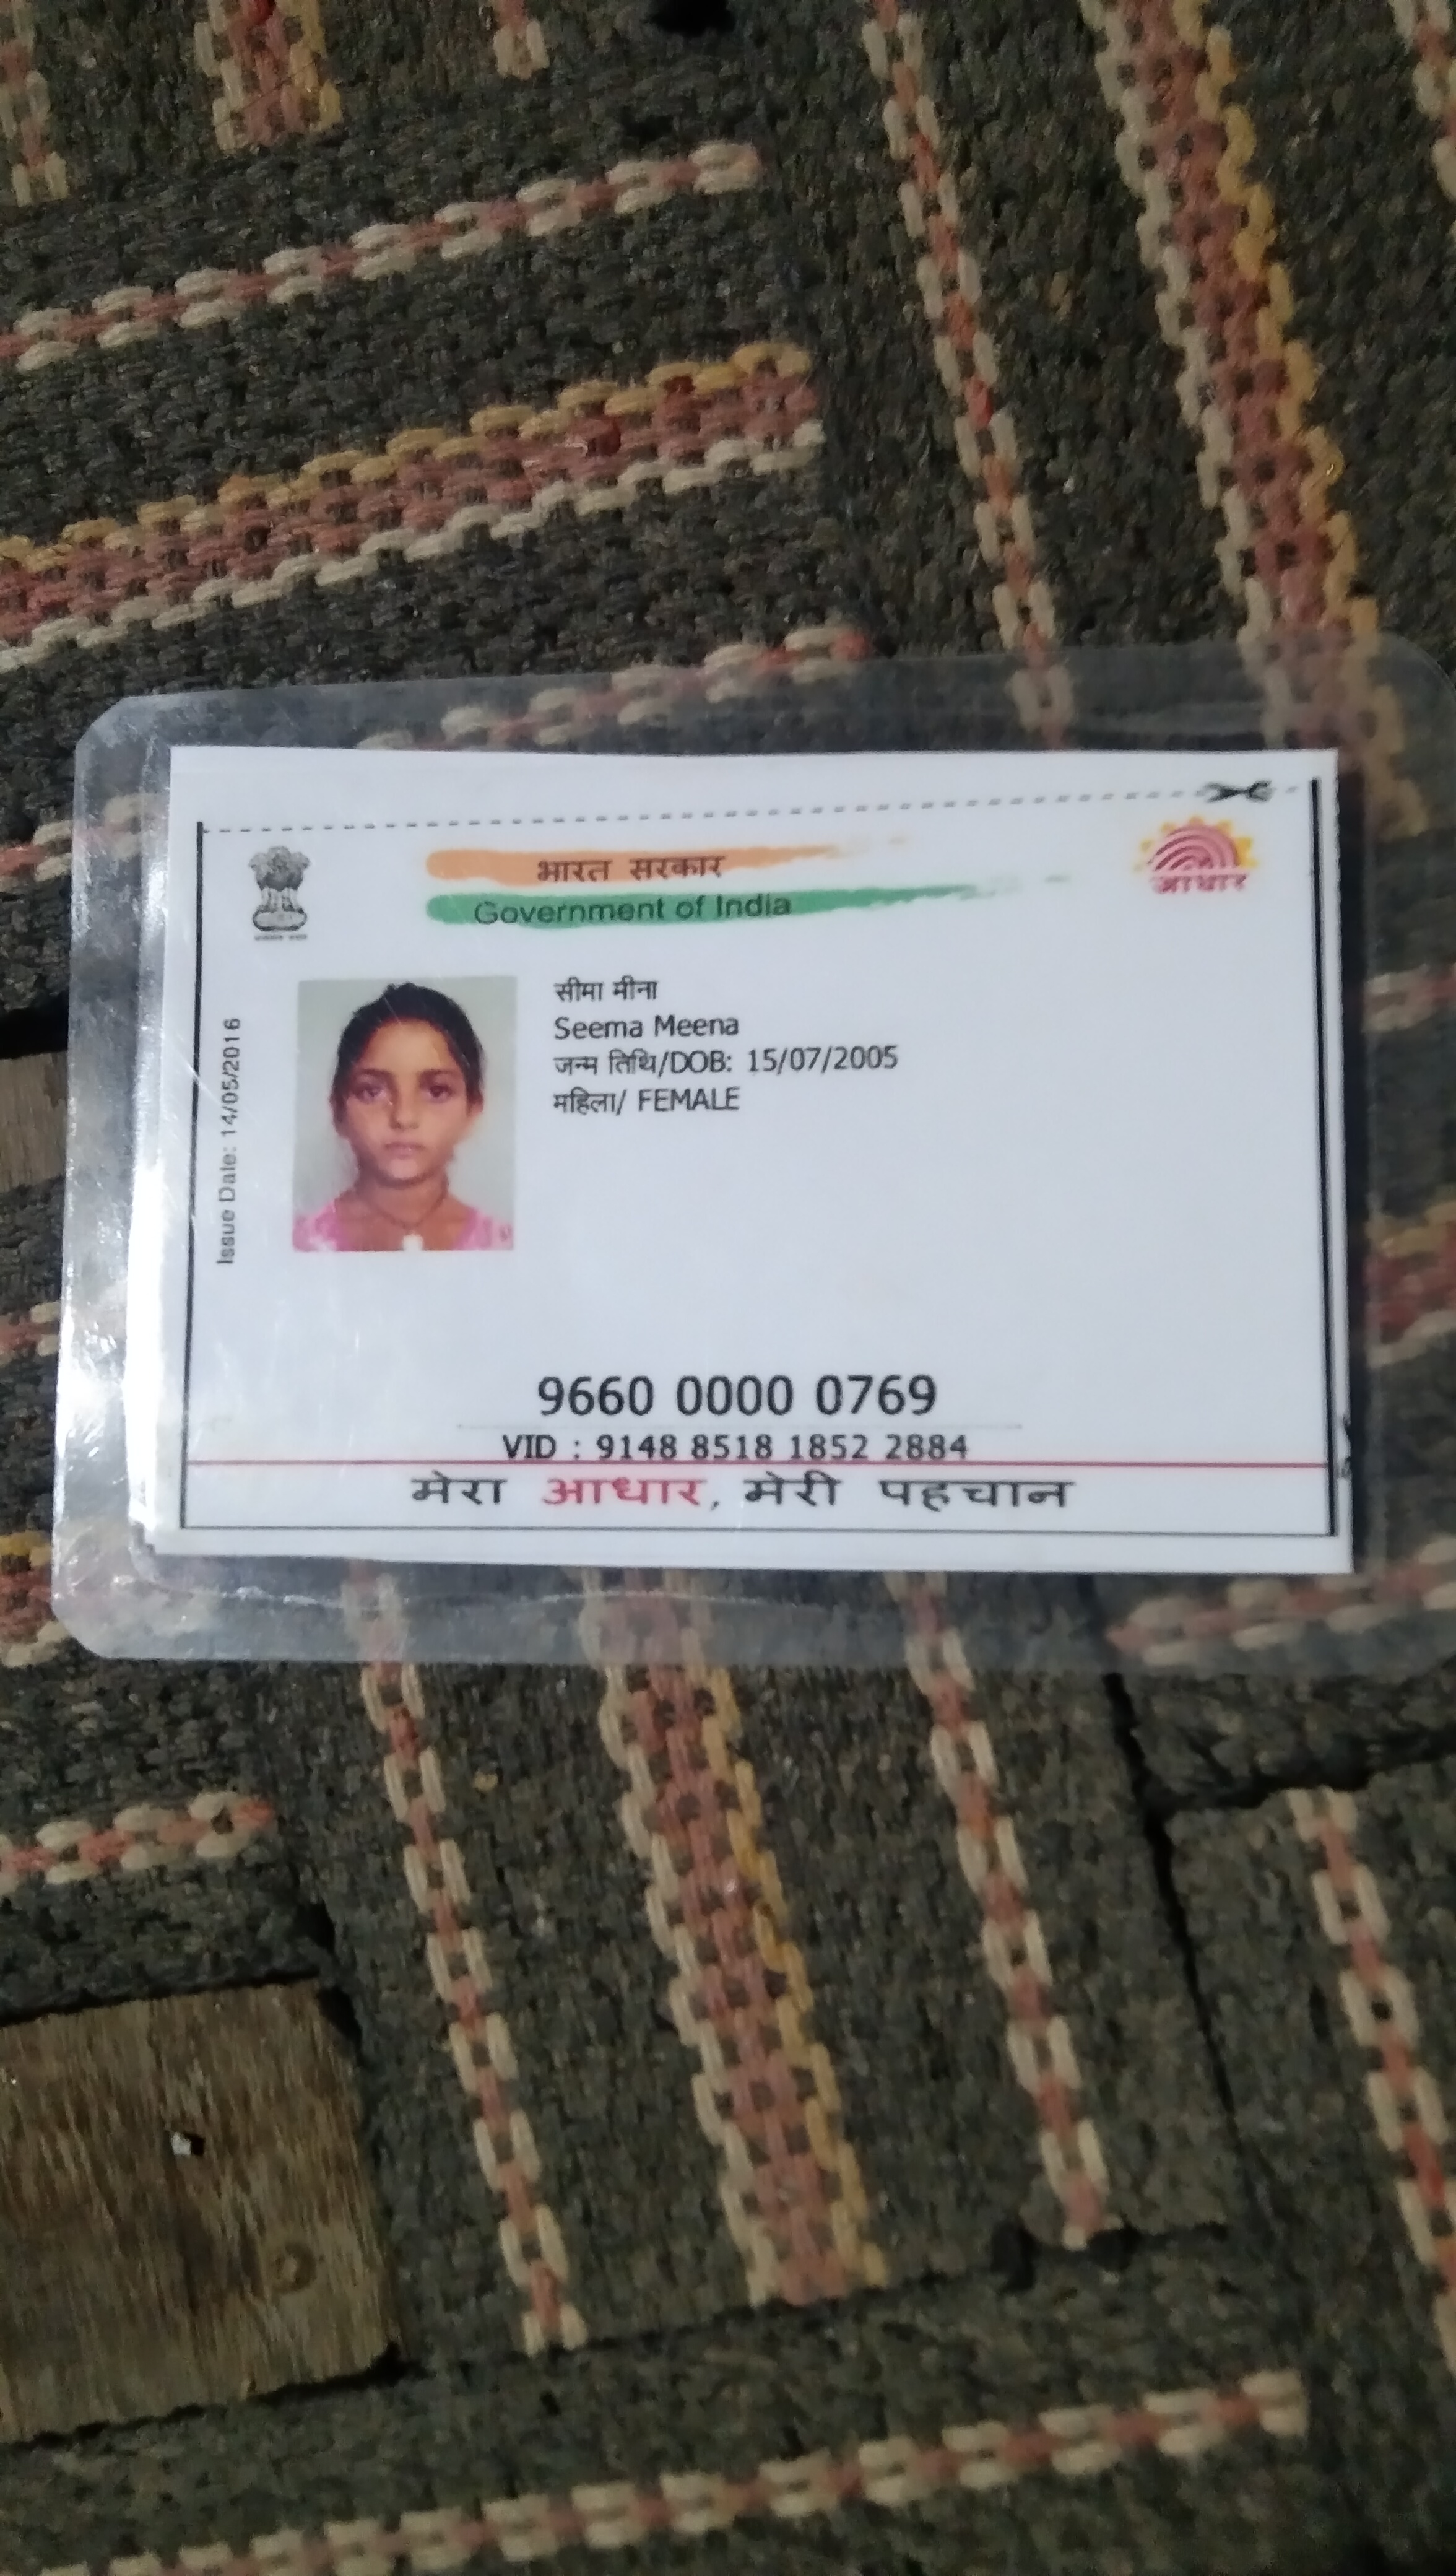 भारत सरकार
Government of India
आधार
Issue Date: 14/05/2016
सीमा मीना
Seema Meena
जन्म तिथि/DOB: 15/07/2005
महिला/ FEMALE
9660 0000 0769
VID : 9148 8518 1852 2884
मेरा आधार, मेरी पहचान